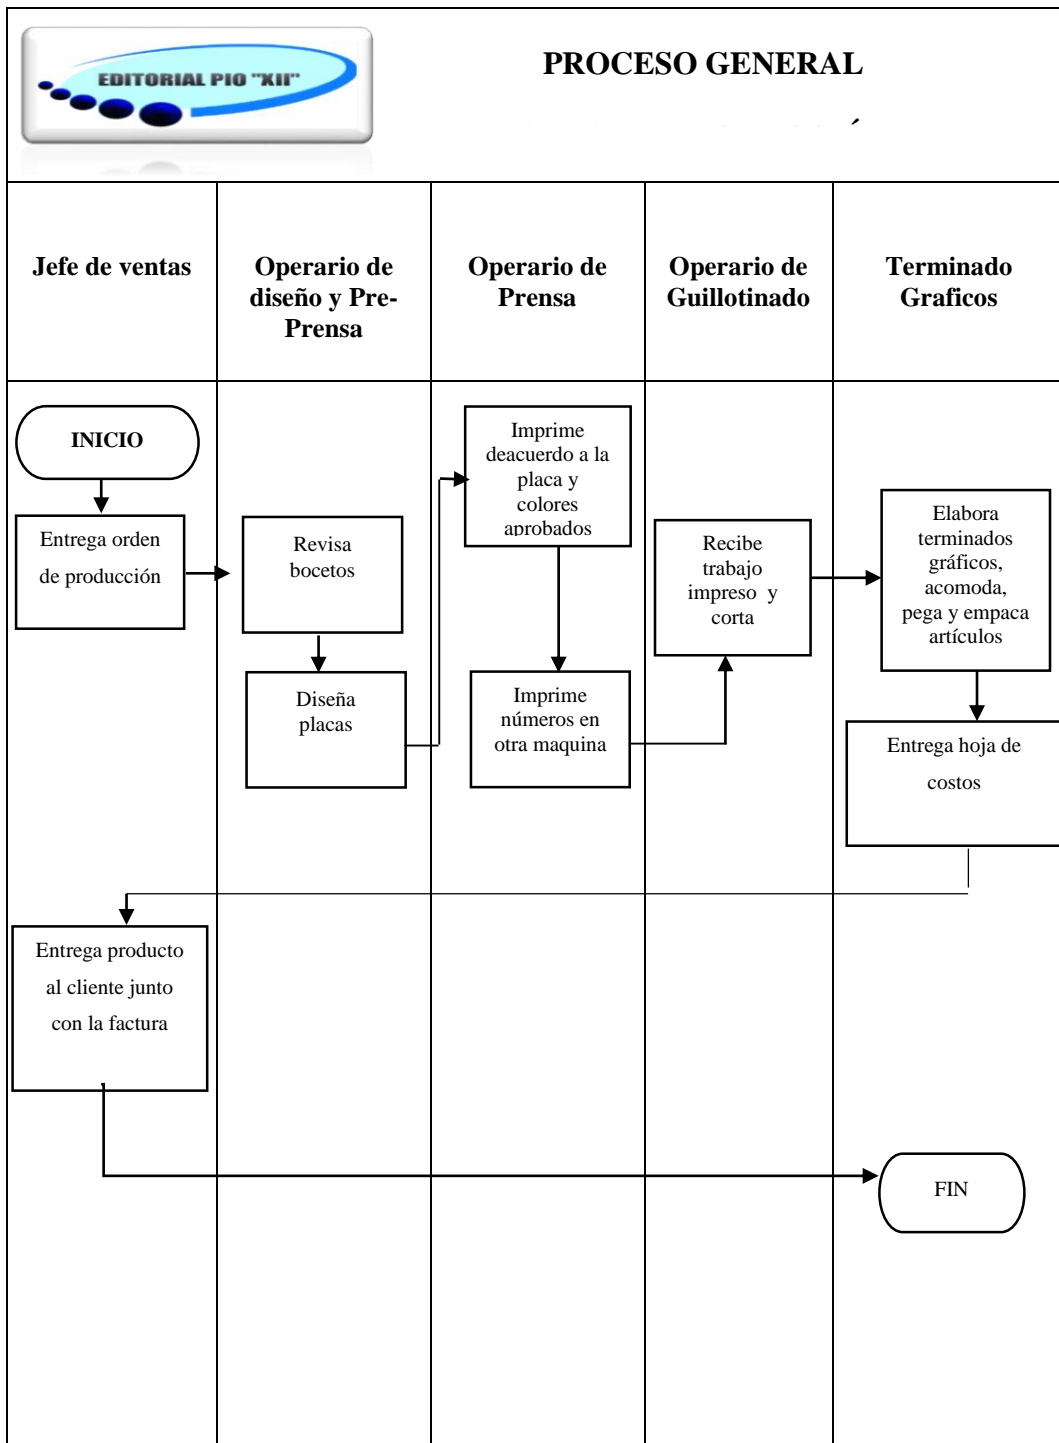 EDITORIAL PIO "XII"
PROCESO GENERAL
Jefe de ventas
Operario de
diseño y Pre-
Prensa
Operario de
Prensa
Operario de
Guillotinado
Terminado
Graficos
INICIO
Entrega orden
de producción
Revisa
bocetos
Diseña
placas
Imprime
deacuerdo a la
placa y
colores
aprobados
Imprime
números en
otra maquina
Recibe
trabajo
impreso y
corta
Elabora
terminados
gráficos,
acomoda,
pega y empaca
artículos
Entrega hoja de
costos
Entrega producto
al cliente junto
con la factura
FIN